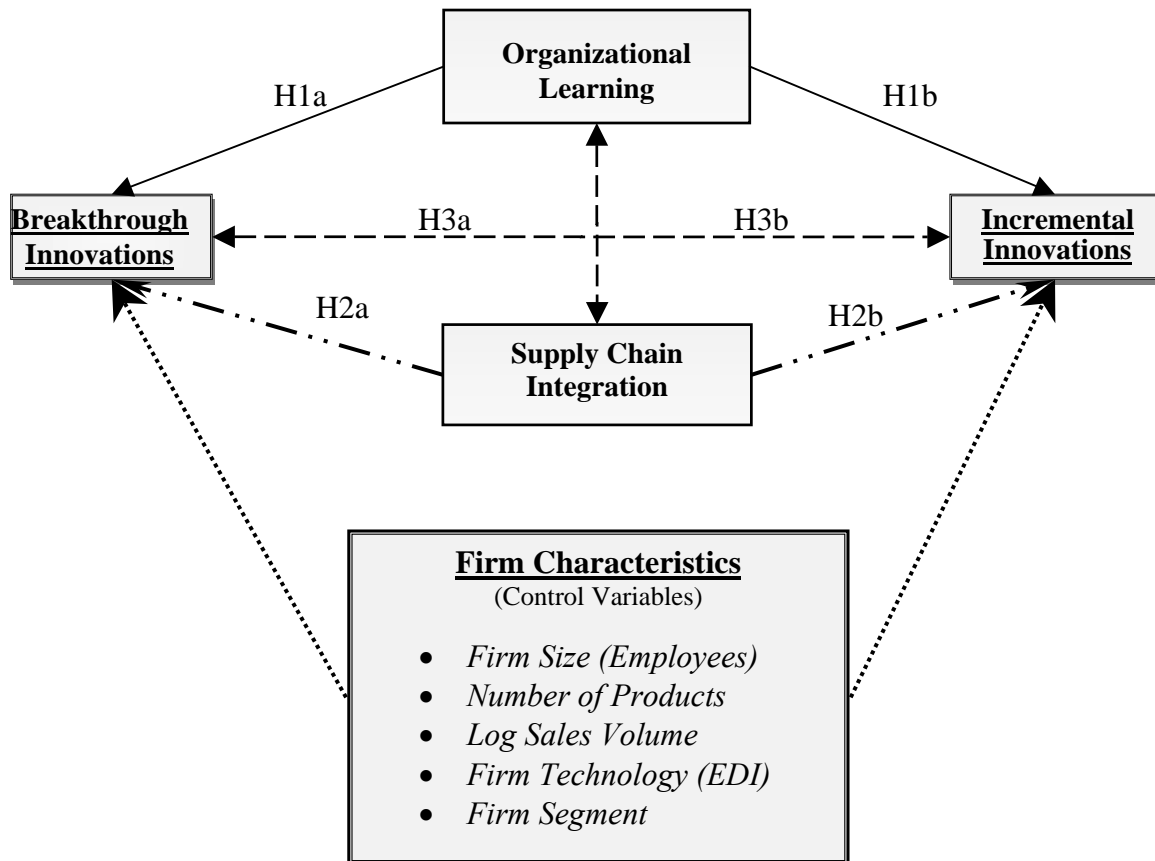 Organizational
Learning
H1a
H1b
Breakthrough
Innovations
H3a
H3b
Incremental
Innovations
H2a
H2b
Supply Chain
Integration
Firm Characteristics
(Control Variables)
• Firm Size (Employees)
• Number of Products
• Log Sales Volume
• Firm Technology (EDI)
• Firm Segment